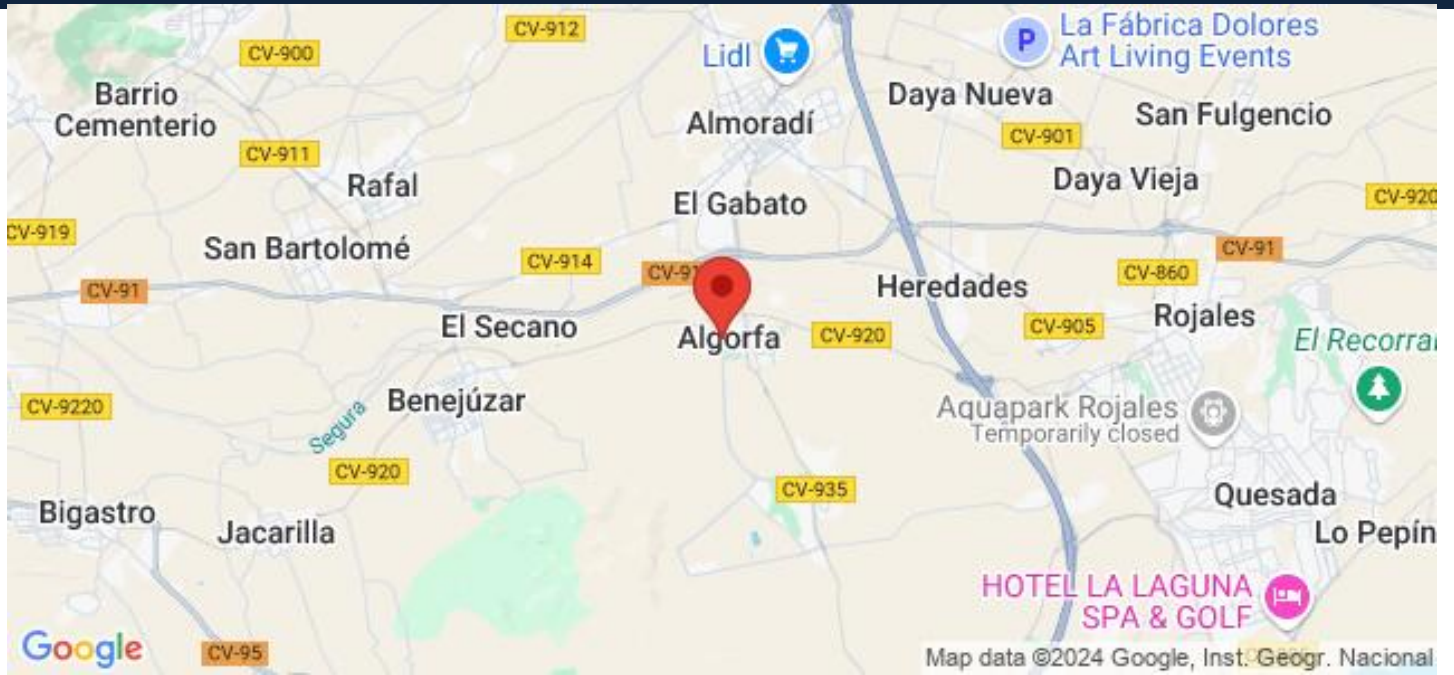 CV-912
CV-900
Lidl
La Fábrica Dolores
Art Living Events
Barrio
Cementerio
Daya Nueva
San Fulgencio
Almoradí
CV-901
CV-911
Rafal
Daya Vieja
CV-920
El Gabato
CV-919
San Bartolomé
CV-914
CV-91
CV-91
CV-860
Heredades
CV-91
El Secano
Algorfa
CV-920
CV-905
Rojales
El Recorral
Benejúzar
CV-9220
Segura
Aquapark Rojales
Temporarily closed
CV-920
CV-935
Quesada
Bigastro
Jacarilla
Lo Pepín
HOTEL LA LAGUNA
SPA & GOLF
Google
CV-95
Map data ©2024 Google, Inst. Geogr. Nacional